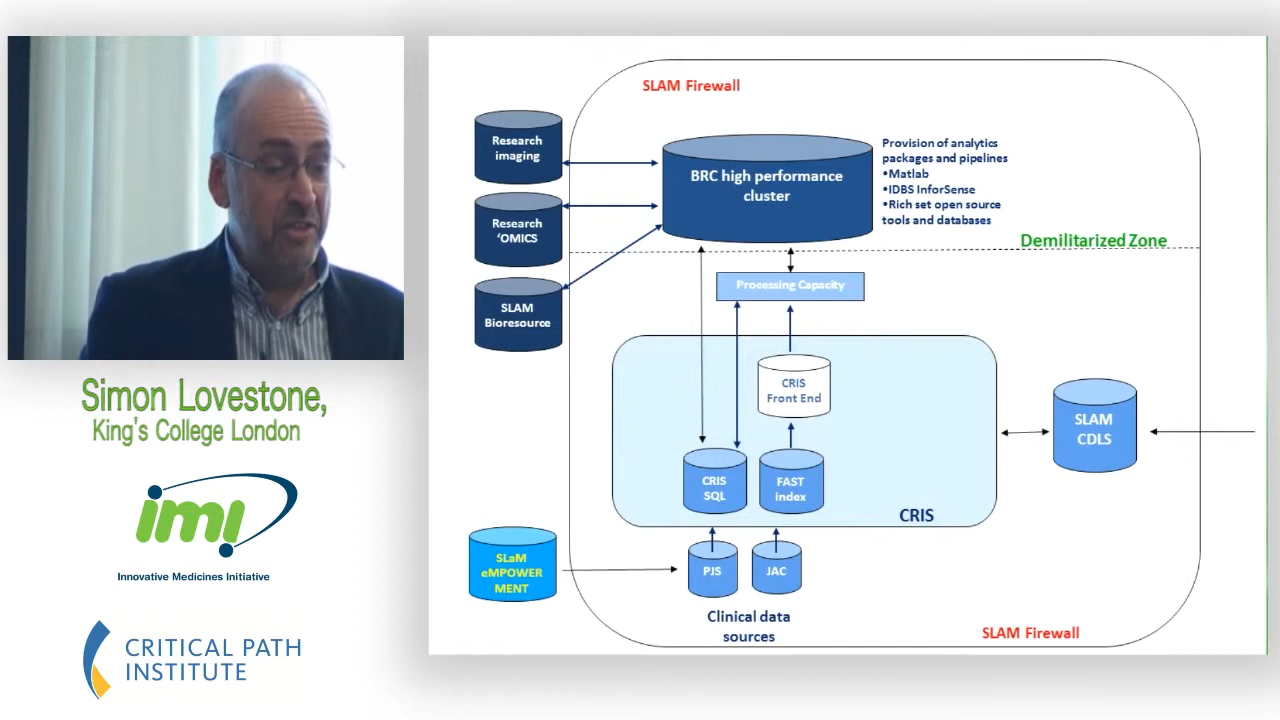 SLAM Firewall
Research
imaging
BRC high performance
cluster
Provision of analytics
packages and pipelines
•Matlab
•IDBS InforSense
•Rich set open source
tools and databases
Research
‘OMICS
Demilitarized Zone
Processing Capacity
SLAM
Bioresource
CRIS
Front End
SLAM
CDLS
CRIS
SQL
FAST
index
CRIS
SLaM
eMPOWER
MENT
PJS
JAC
Clinical data
sources
SLAM Firewall
Simon Lovestone,
King's College London
imi
Innovative Medicines Initiative
CRITICAL PATH
INSTITUTE